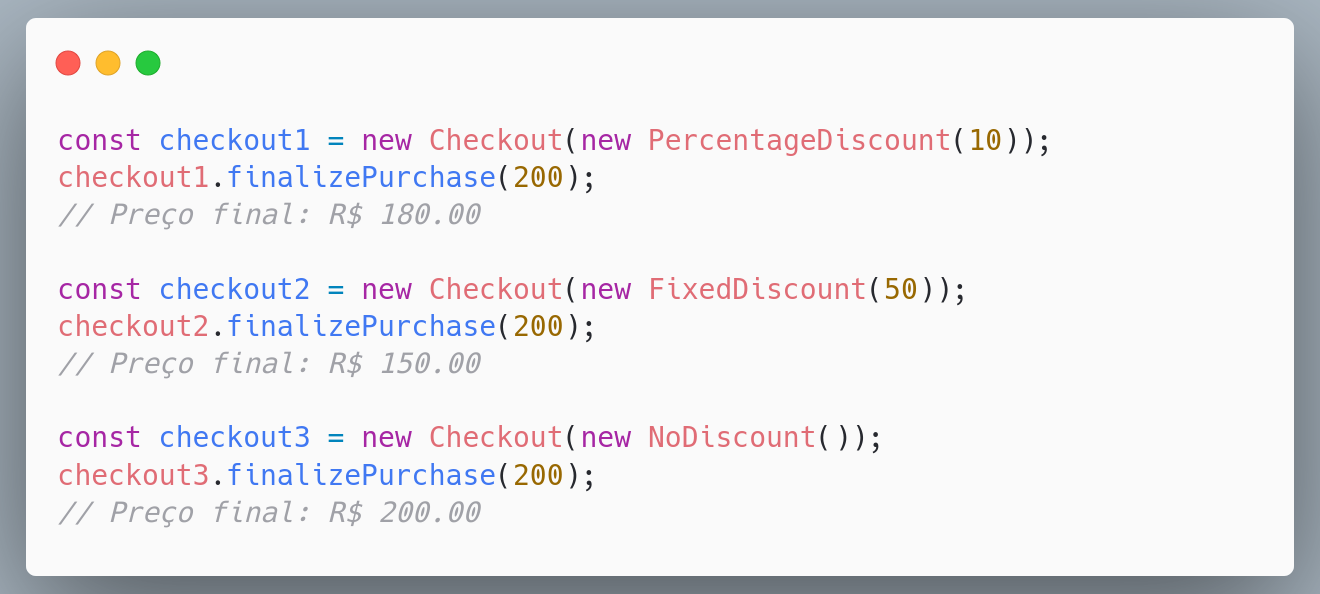 const checkout1 = new Checkout(new PercentageDiscount(10));
checkout1.finalizePurchase(200);
// Preço final: R$ 180.00
const checkout2 = new Checkout(new FixedDiscount(50));
checkout2.finalizePurchase(200);
// Preço final: R$ 150.00
const checkout3 = new Checkout(new NoDiscount());
checkout3.finalizePurchase(200);
// Preço final: R$ 200.00